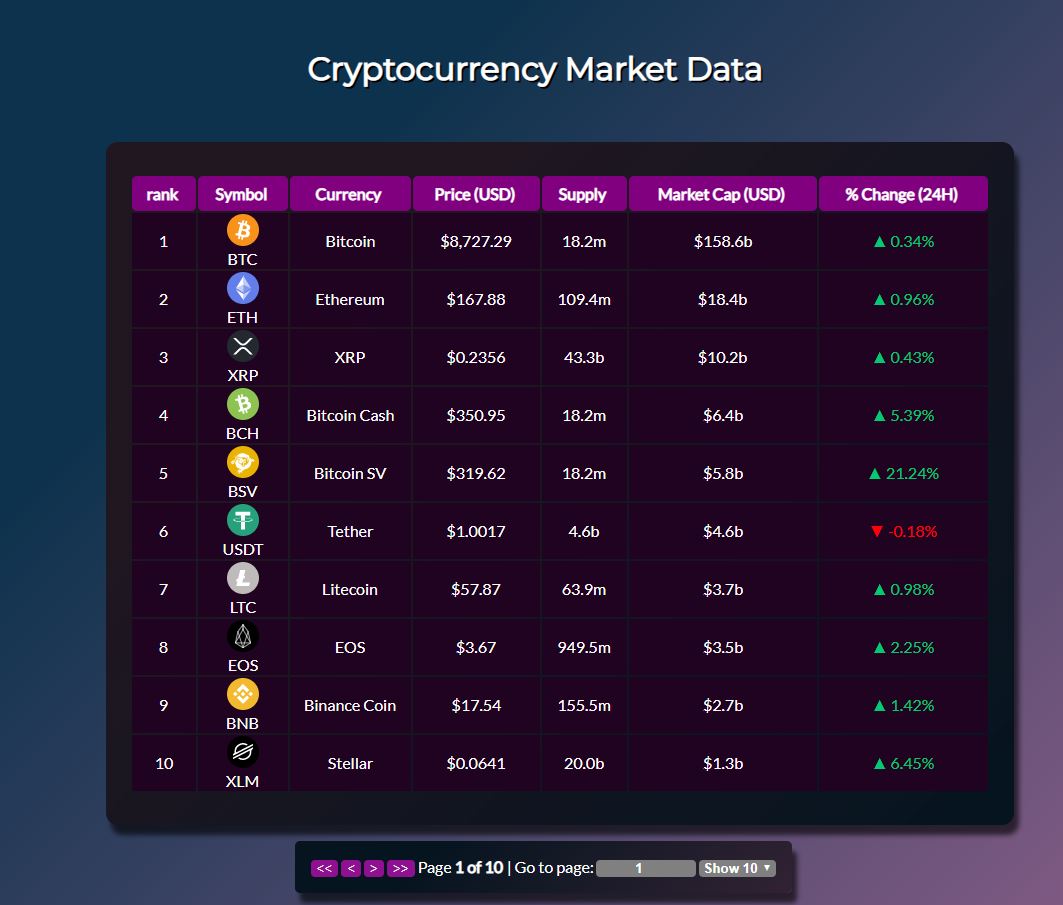 Cryptocurrency Market Data
rank Symbol Currency Price (USD) Supply Market Cap (USD) % Change (24H)
1 BTC Bitcoin $8,727.29 18.2m $158.6b ▲ 0.34%
2 ETH Ethereum $167.88 109.4m $18.4b ▲ 0.96%
3 XRP XRP $0.2356 43.3b $10.2b ▲ 0.43%
4 BCH Bitcoin Cash $350.95 18.2m $6.4b ▲ 5.39%
5 BSV Bitcoin SV $319.62 18.2m $5.8b ▲ 21.24%
6 USDT Tether $1.0017 4.6b $4.6b ▼ -0.18%
7 LTC Litecoin $57.87 63.9m $3.7b ▲ 0.98%
8 EOS EOS $3.67 949.5m $3.5b ▲ 2.25%
9 BNB Binance Coin $17.54 155.5m $2.7b ▲ 1.42%
10 XLM Stellar $0.0641 20.0b $1.3b ▲ 6.45%
<< < > >> Page 1 of 10 | Go to page: 1 Show 10 ▼